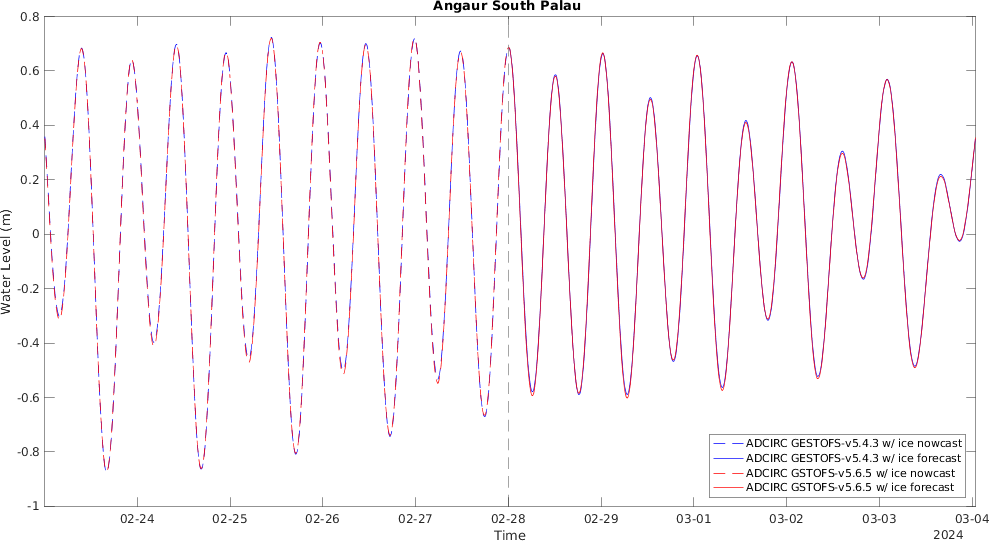 Angaur South Palau
0.8
0.6
0.4
0.2
0
-0.2
-0.4
-0.6
-0.8
-1
Water Level (m)
02-24 02-25 02-26 02-27 02-28 02-29 03-01 03-02 03-03 03-04
Time
2024
ADCIRC GESTOFS-v5.4.3 w/ ice nowcast
ADCIRC GESTOFS-v5.4.3 w/ ice forecast
ADCIRC GSTOFS-v5.6.5 w/ ice nowcast
ADCIRC GSTOFS-v5.6.5 w/ ice forecast